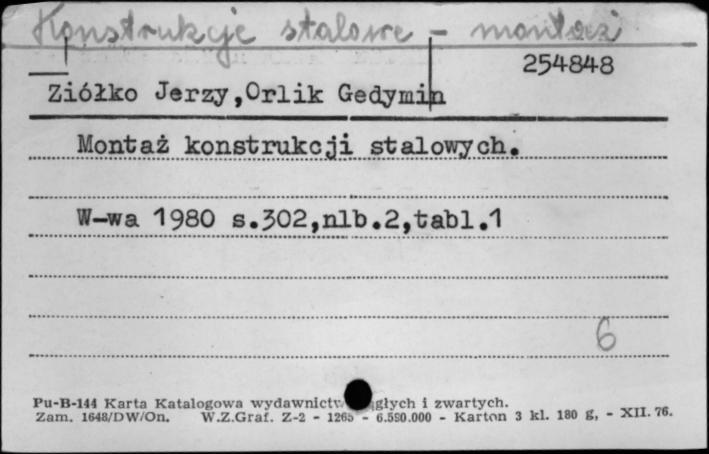 Konstrukcje stalowe - montaż
254848
Ziółko Jerzy,Orlik Gedymin
Montaż konstrukcji stalowych.
W-wa 1980 s.302,nlb.2,tabl.1
6
Pu-B-144 Karta Katalogowa wydawnictw ągłych i zwartych.
Zam. 1648/DW/On. W.Z.Graf. Z-2 - 1265 - 6.580.000 - Karton 3 kl. 180 g, - XII. 76.